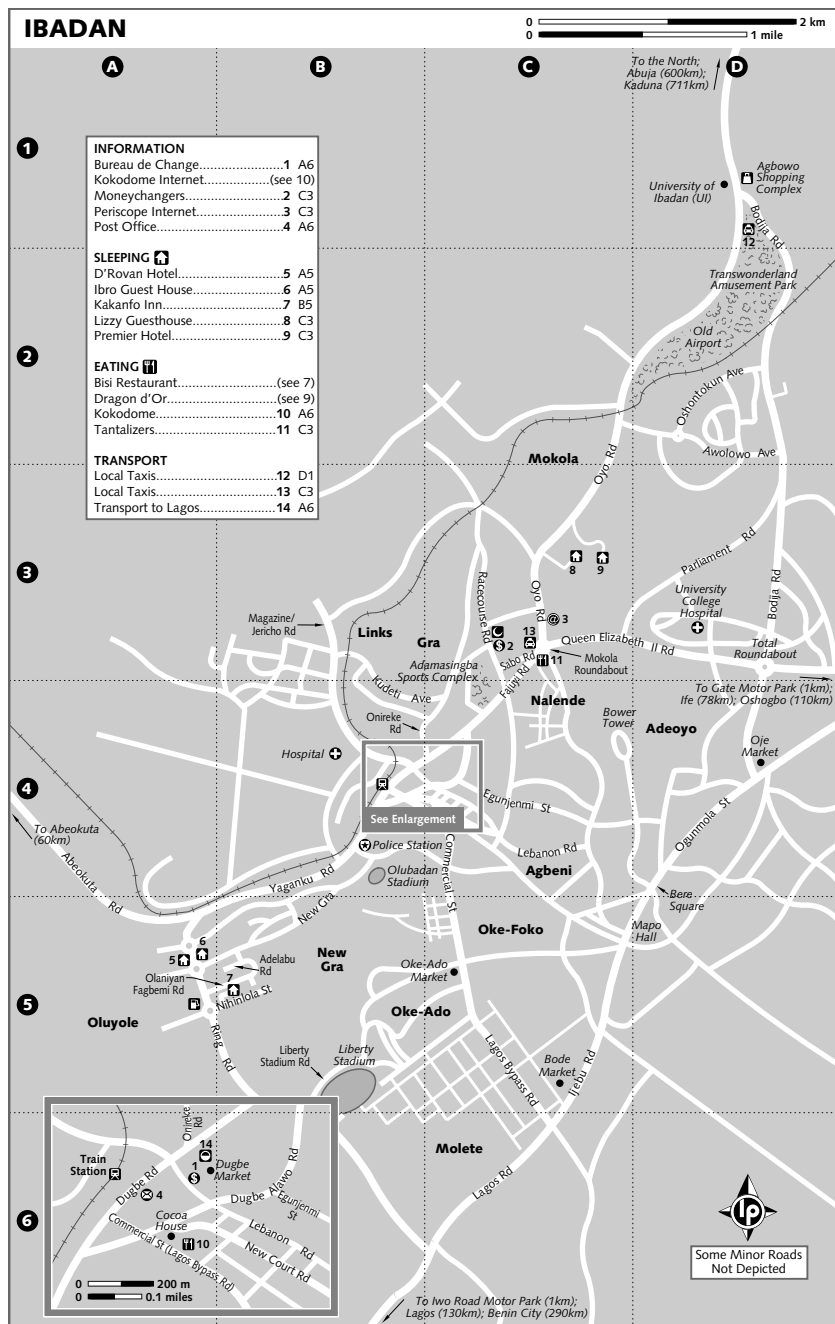 IBADAN
0 2 km
0 1 mile
A
B
C
D
To the North;
Abuja (600km);
Kaduna (711km)
1
2
3
4
5
6
INFORMATION
Bureau de Change....................1 A6
Kokodome Internet................(see 10)
Moneychangers.......................2 C3
Periscope Internet....................3 C3
Post Office................................4 A6
SLEEPING
D'Rovan Hotel..........................5 A5
Ibro Guest House......................6 A5
Kakanfo Inn..............................7 B5
Lizzy Guesthouse......................8 C3
Premier Hotel............................9 C3
EATING
Bisi Restaurant.......................(see 7)
Dragon d'Or...........................(see 9)
Kokodome..............................10 A6
Tantalizers...............................11 C3
TRANSPORT
Local Taxis..............................12 D1
Local Taxis..............................13 C3
Transport to Lagos..................14 A6
University of
Ibadan (UI)
Agbowo
Shopping
Complex
Bodija Rd
12
Transwonderland
Amusement Park
Old
Airport
Oshontokun Ave
Awolowo Ave
Mokola
Oyo Rd
Parliament Rd
8
9
University
College
Hospital
Bodija Rd
Racecourse Rd
Oyo Rd
@ 3
Magazine/
Jericho Rd
Links
Gra
$ 2
13
Queen Elizabeth II Rd
Total
Roundabout
Sabo Rd
11
Mokola
Roundabout
Adamasingba
Sports Complex
Fajuyi Rd
Kudeti Ave
Nalende
To Gate Motor Park (1km);
Ife (78km); Oshogbo (110km)
Onireke
Rd
Bower
Tower
Adeoyo
Hospital
Oje
Market
See Enlargement
Egunjenmi St
Ogunmola St
To Abeokuta
(60km)
Abeokuta Rd
Police Station
Lebanon Rd
Commercial St
Agbeni
Yaganku Rd
Olubadan
Stadium
New Gra
Bere
Square
Mapo
Hall
Oke-Foko
6
5
Adelabu
Rd
New
Gra
Oke-Ado
Market
Olaniyan
Fagbemi Rd
7
Nihinlola St
Oke-Ado
Oluyole
Ring Rd
Liberty
Stadium Rd
Liberty
Stadium
Lagos Bypass Rd
Bode
Market
Ijebu Rd
Molete
Lagos Rd
Onireke
Rd
14
Train
Station
1
$
Dugbe
Market
Dugbe Rd
4
Dugbe Alawo Rd
Egunjenmi
St
Cocoa
House
10
Lebanon Rd
New Court Rd
Commercial St (Lagos Bypass Rd)
0 200 m
0 0.1 miles
lp
Some Minor Roads
Not Depicted
To Iwo Road Motor Park (1km);
Lagos (130km); Benin City (290km)